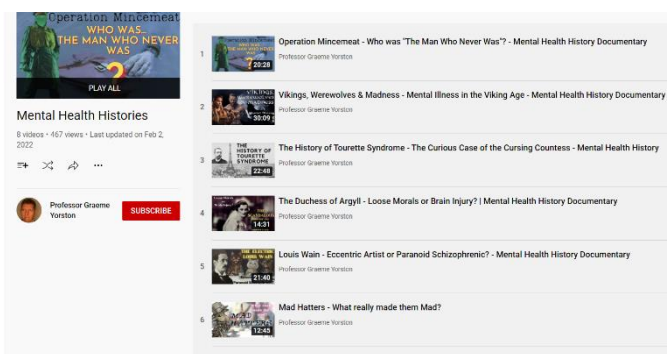 Operation Mincemeat
WHO WAS...
THE MAN WHO NEVER
WAS
?
PLAY ALL
Mental Health Histories
8 videos • 467 views • Last updated on Feb 2,
2022
Professor Graeme
Yorston
SUBSCRIBE
1
20:28
Operation Mincemeat - Who was "The Man Who Never Was"? - Mental Health History Documentary
Professor Graeme Yorston
2
VIKINGS,
30:09
Vikings, Werewolves & Madness - Mental Illness in the Viking Age - Mental Health History Documentary
Professor Graeme Yorston
3
THE
HISTORY OF
TOURETTE
SYNDROME
22:48
The History of Tourette Syndrome - The Curious Case of the Cursing Countess - Mental Health History
Professor Graeme Yorston
4
14:31
The Duchess of Argyll - Loose Morals or Brain Injury? | Mental Health History Documentary
Professor Graeme Yorston
5
LOUIS WAIN
21:40
Louis Wain - Eccentric Artist or Paranoid Schizophrenic? - Mental Health History Documentary
Professor Graeme Yorston
6
MAD
12:45
Mad Hatters - What really made them Mad?
Professor Graeme Yorston